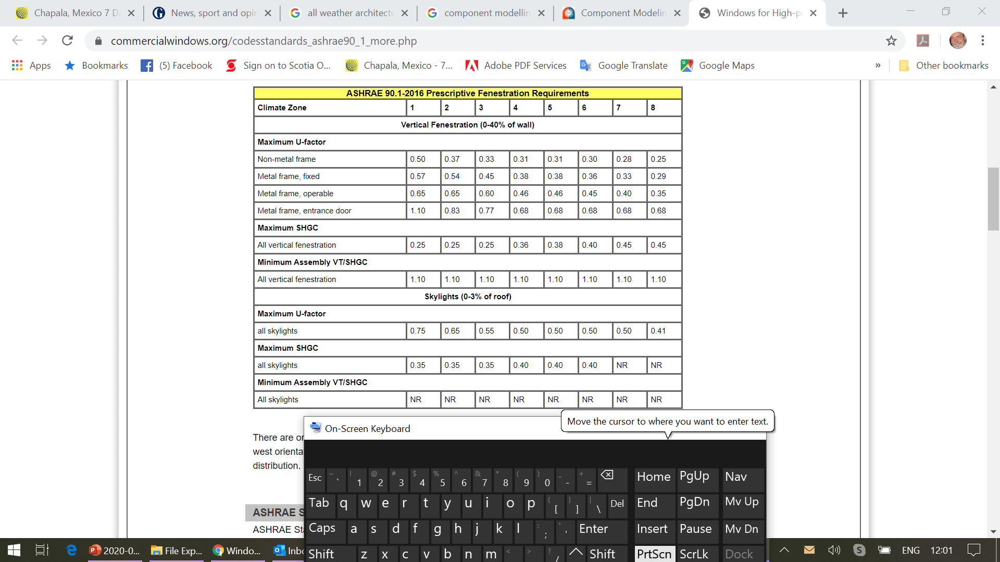 Chapala, Mexico 7 Da
News, sport and opin
all weather architectu
component modellin
Component Modelin
Windows for High-pe
commercialwindows.org/codesstandards_ashrae90_1_more.php
Apps Bookmarks (5) Facebook Sign on to Scotia O... Chapala, Mexico - 7... Adobe PDF Services Google Translate Google Maps » Other bookmarks
ASHRAE 90.1-2016 Prescriptive Fenestration Requirements
Climate Zone 1 2 3 4 5 6 7 8
Vertical Fenestration (0-40% of wall)
Maximum U-factor
Non-metal frame 0.50 0.37 0.33 0.31 0.31 0.30 0.28 0.25
Metal frame, fixed 0.57 0.54 0.45 0.38 0.38 0.36 0.33 0.29
Metal frame, operable 0.65 0.65 0.60 0.46 0.46 0.45 0.40 0.35
Metal frame, entrance door 1.10 0.83 0.77 0.68 0.68 0.68 0.68 0.68
Maximum SHGC
All vertical fenestration 0.25 0.25 0.25 0.36 0.38 0.40 0.45 0.45
Minimum Assembly VT/SHGC
All vertical fenestration 1.10 1.10 1.10 1.10 1.10 1.10 1.10 1.10
Skylights (0-3% of roof)
Maximum U-factor
all skylights 0.75 0.65 0.55 0.50 0.50 0.50 0.50 0.41
Maximum SHGC
all skylights 0.35 0.35 0.35 0.40 0.40 0.40 NR NR
Minimum Assembly VT/SHGC
All skylights NR NR NR NR NR NR NR NR
There are or
west orienta
distribution.
ASHRAE S
ASHRAE Sta
Move the cursor to where you want to enter text.
On-Screen Keyboard
Esc ~ ` ! 1 @ 2 # 3 $ 4 % 5 ^ 6 & 7 * 8 ( 9 ) 0 _ - + = Home PgUp Nav
Tab q w e r t y u i o p { [ } ] | \ Del End PgDn Mv Up
Caps a s d f g h j k l : ; " ' Enter Insert Pause Mv Dn
Shift z x c v b n m < > ? / Shift PrtScn ScrLk Dock
2020-0... File Exp... Windo... Inbo ENG 12:01